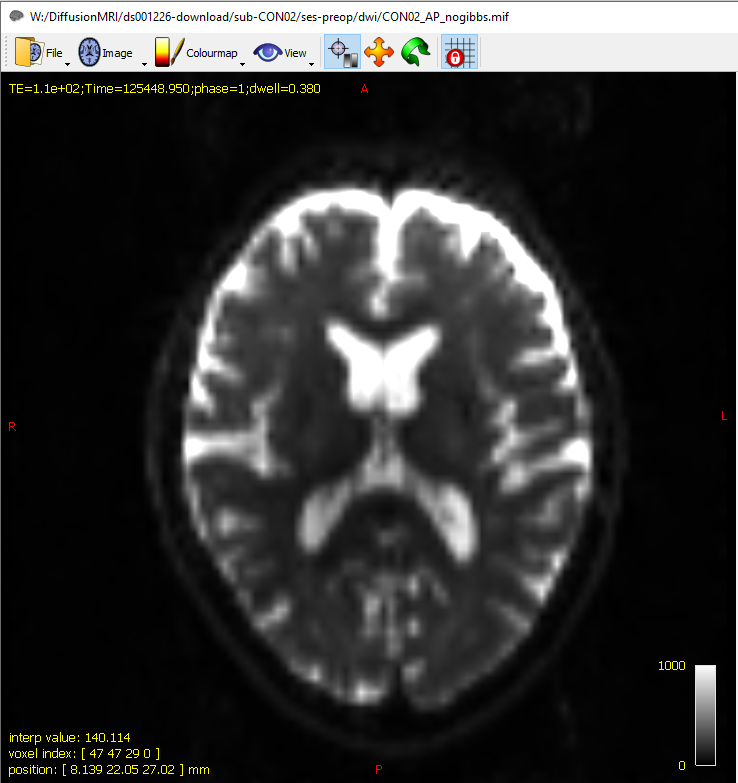 W:/DiffusionMRI/ds001226-download/sub-CON02/ses-preop/dwi/CON02_AP_nogibbs.mif
File Image Colourmap View
TE=1.1e+02;Time=125448.950;phase=1;dwell=0.380
A
R
L
1000
0
interp value: 140.114
voxel index: [ 47 47 29 0 ]
position: [ 8.139 22.05 27.02 ] mm
P